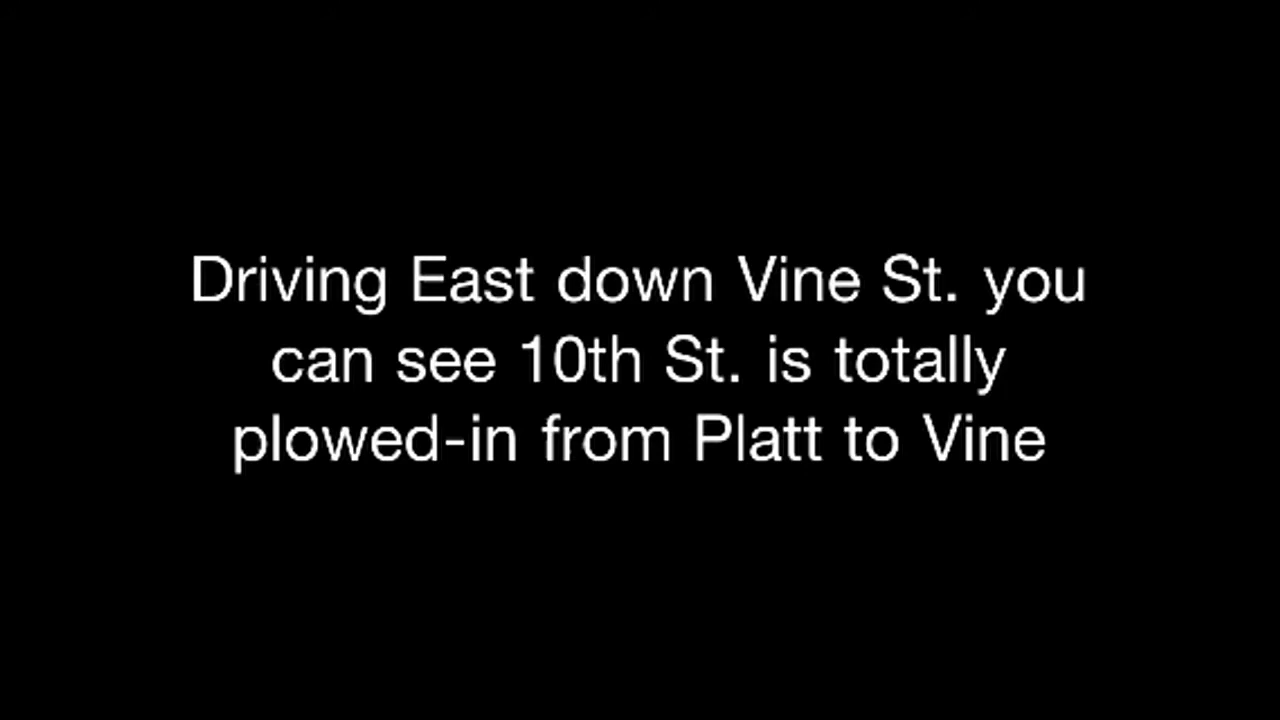 Driving East down Vine St. you
can see 10th St. is totally
plowed-in from Platt to Vine